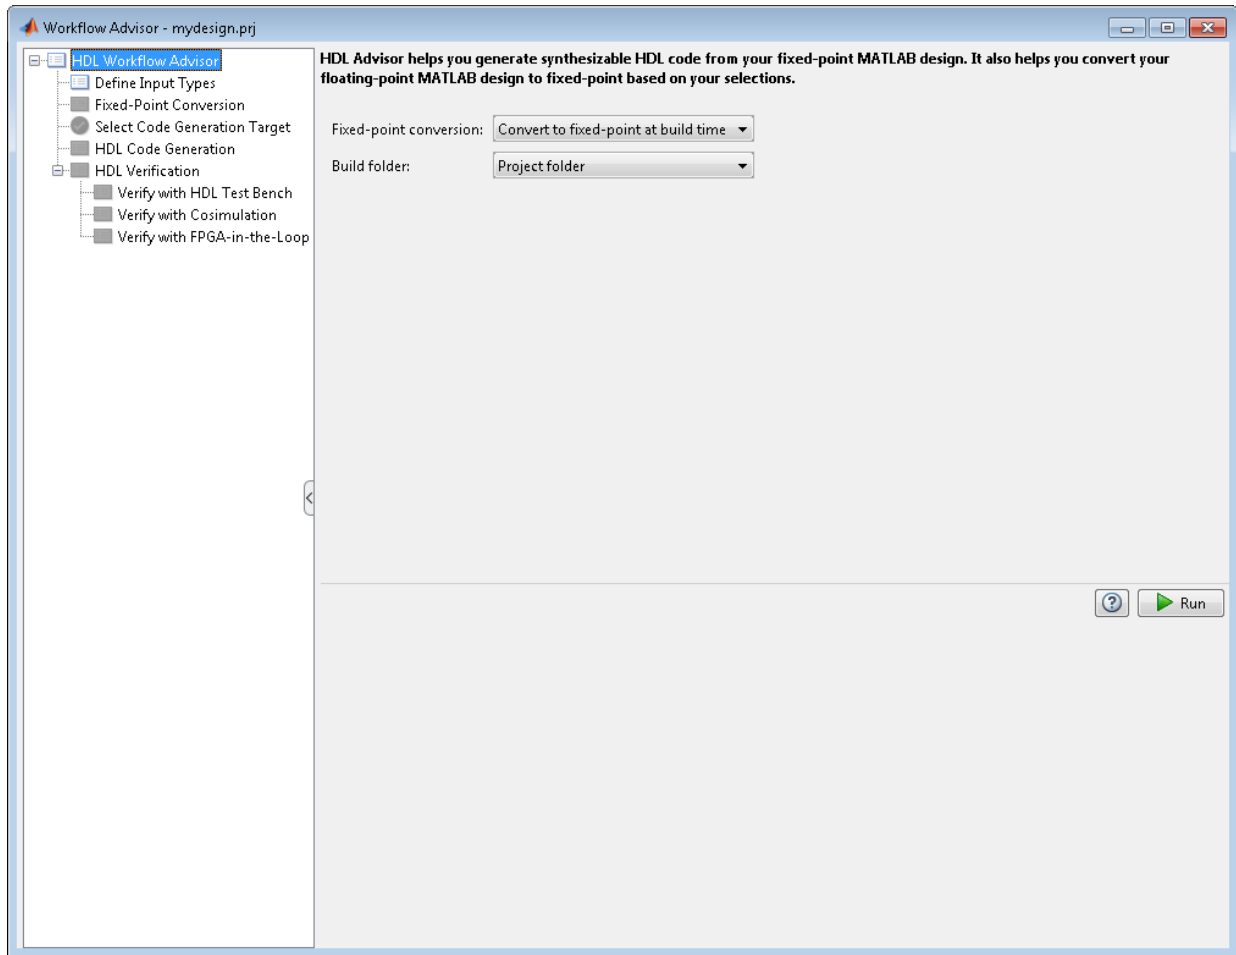 Workflow Advisor - mydesign.prj
HDL Workflow Advisor
Define Input Types
Fixed-Point Conversion
Select Code Generation Target
HDL Code Generation
HDL Verification
Verify with HDL Test Bench
Verify with Cosimulation
Verify with FPGA-in-the-Loop
HDL Advisor helps you generate synthesizable HDL code from your fixed-point MATLAB design. It also helps you convert your
floating-point MATLAB design to fixed-point based on your selections.
Fixed-point conversion: Convert to fixed-point at build time
Build folder: Project folder
? Run